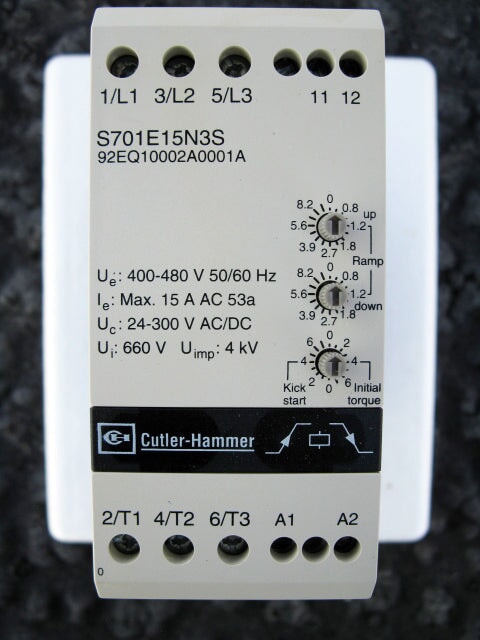 1/L1 3/L2 5/L3 11 12
S701E15N3S
92EQ10002A0001A
0
8.2 0.8 up
5.6 1.2
3.9 1.8
2.7
Ramp
0
8.2 0.8
5.6 1.2
3.9 1.8 down
2.7
0
6 2
4 4
2 6
0
Kick start
Initial torque
Ue: 400-480 V 50/60 Hz
Ie: Max. 15 A AC 53a
Uc: 24-300 V AC/DC
Ui: 660 V Uimp: 4 kV
Cutler-Hammer
2/T1 4/T2 6/T3 A1 A2
0